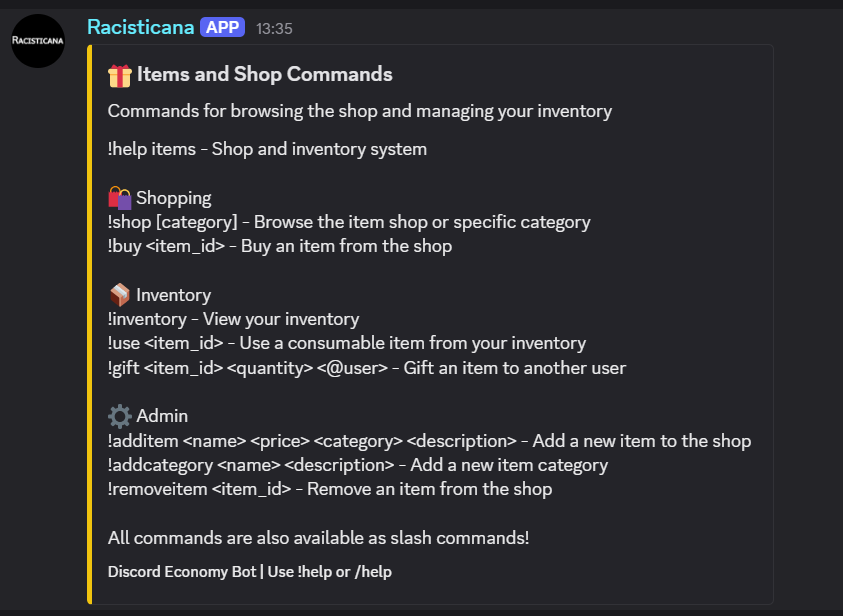 RACISTICANA
Racisticana APP 13:35
Items and Shop Commands
Commands for browsing the shop and managing your inventory
!help items - Shop and inventory system
Shopping
!shop [category] - Browse the item shop or specific category
!buy <item_id> - Buy an item from the shop
Inventory
!inventory - View your inventory
!use <item_id> - Use a consumable item from your inventory
!gift <item_id> <quantity> <@user> - Gift an item to another user
Admin
!additem <name> <price> <category> <description> - Add a new item to the shop
!addcategory <name> <description> - Add a new item category
!removeitem <item_id> - Remove an item from the shop
All commands are also available as slash commands!
Discord Economy Bot | Use !help or /help